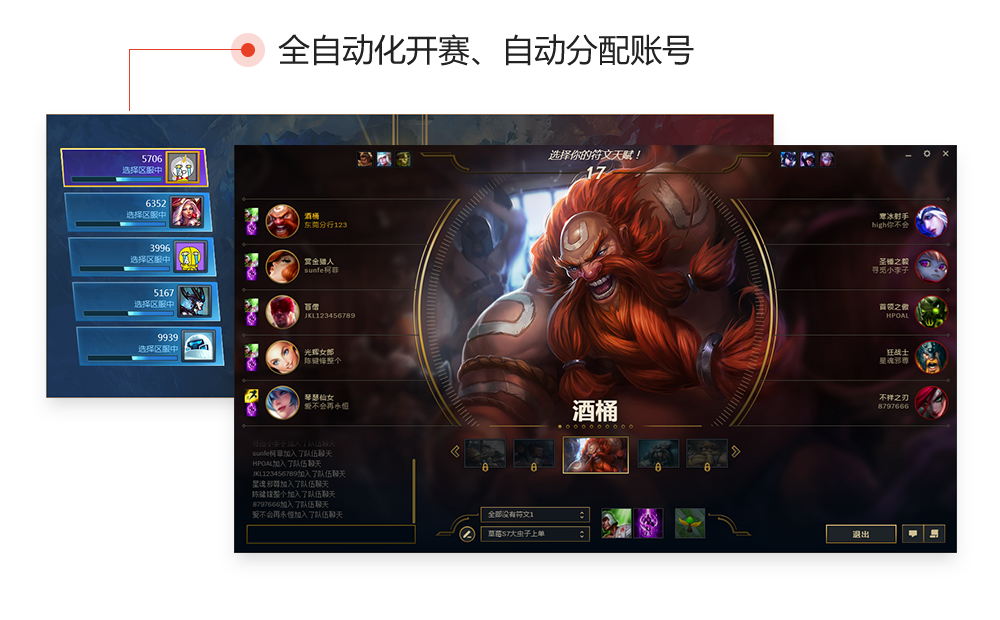 全自动化开赛、自动分配账号
5706
选择区服中
6352
选择区服中
3996
选择区服中
5167
选择区服中
9939
选择区服中
选择你的符文天赋！
17
酒桶
东莞分行123
赏金猎人
sunfe柯菲
盲僧
JKL123456789
光辉女郎
陈键锋整个
琴瑟仙女
爱不会再永恒
寒冰射手
high你不会
圣锤之毅
寻觅小李子
首领之傲
HPOAL
狂战士
星魂邪尊
不祥之刃
8797666
酒桶
sunfe柯菲加入了队伍聊天
HPOAL加入了队伍聊天
JKL123456789加入了队伍聊天
星魂邪尊加入了队伍聊天
陈键锋整个加入了队伍聊天
8797666加入了队伍聊天
爱不会再永恒加入了队伍聊天
全部没有符文1
草莓S7大虫子上单
退出